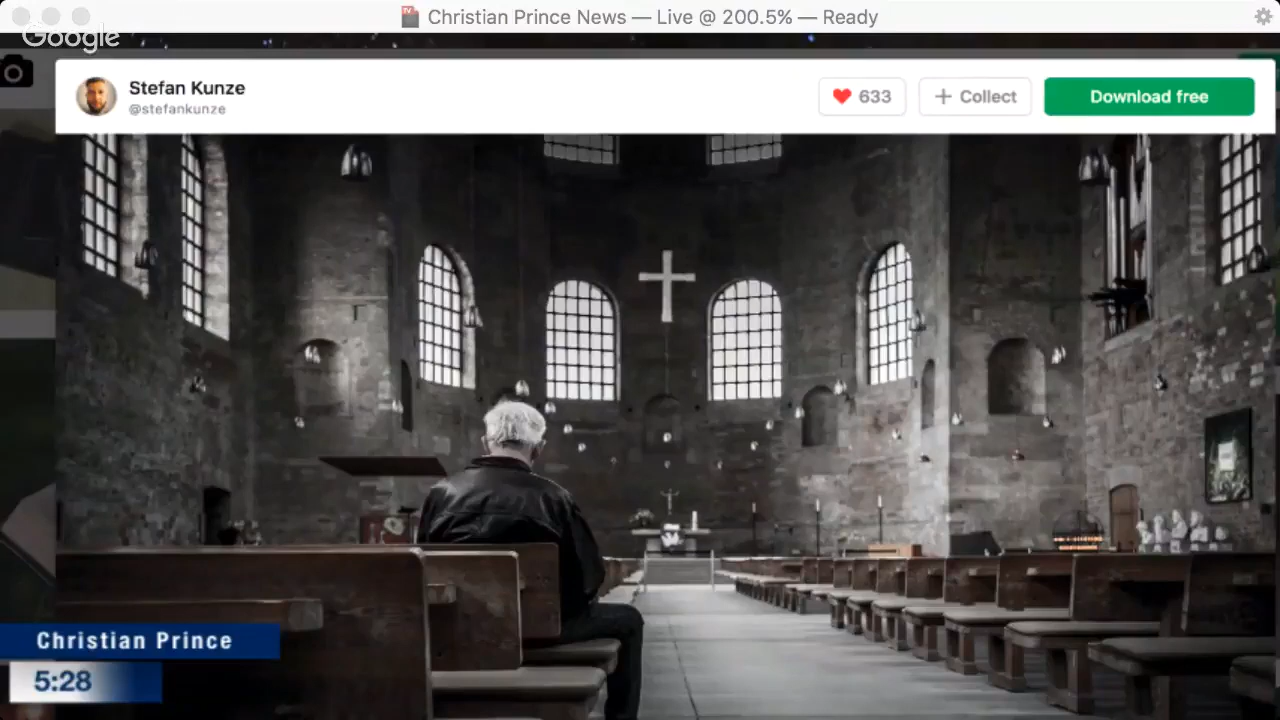 Christian Prince News — Live @ 200.5% — Ready
Google
Stefan Kunze
@stefankunze
633
+ Collect
Download free
Christian Prince
5:28